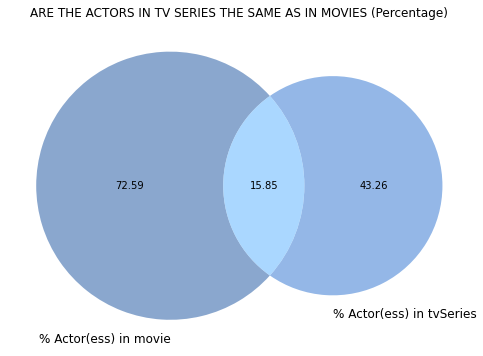 ARE THE ACTORS IN TV SERIES THE SAME AS IN MOVIES (Percentage)
72.59
15.85
43.26
% Actor(ess) in tvSeries
% Actor(ess) in movie